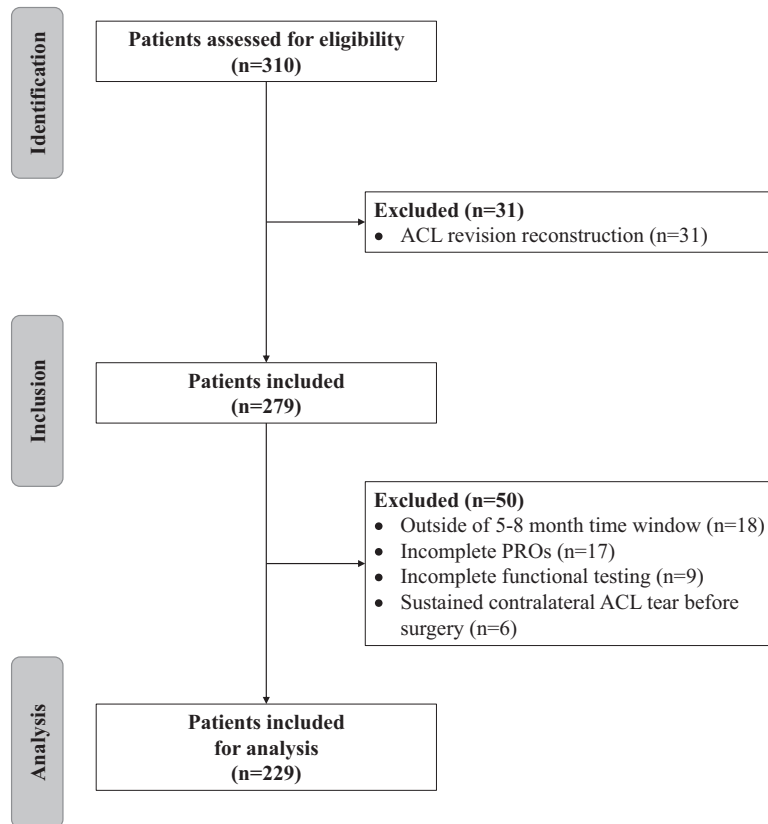 Identification
Patients assessed for eligibility
(n=310)
Excluded (n=31)
• ACL revision reconstruction (n=31)
Inclusion
Patients included
(n=279)
Excluded (n=50)
• Outside of 5-8 month time window (n=18)
• Incomplete PROs (n=17)
• Incomplete functional testing (n=9)
• Sustained contralateral ACL tear before
surgery (n=6)
Analysis
Patients included
for analysis
(n=229)